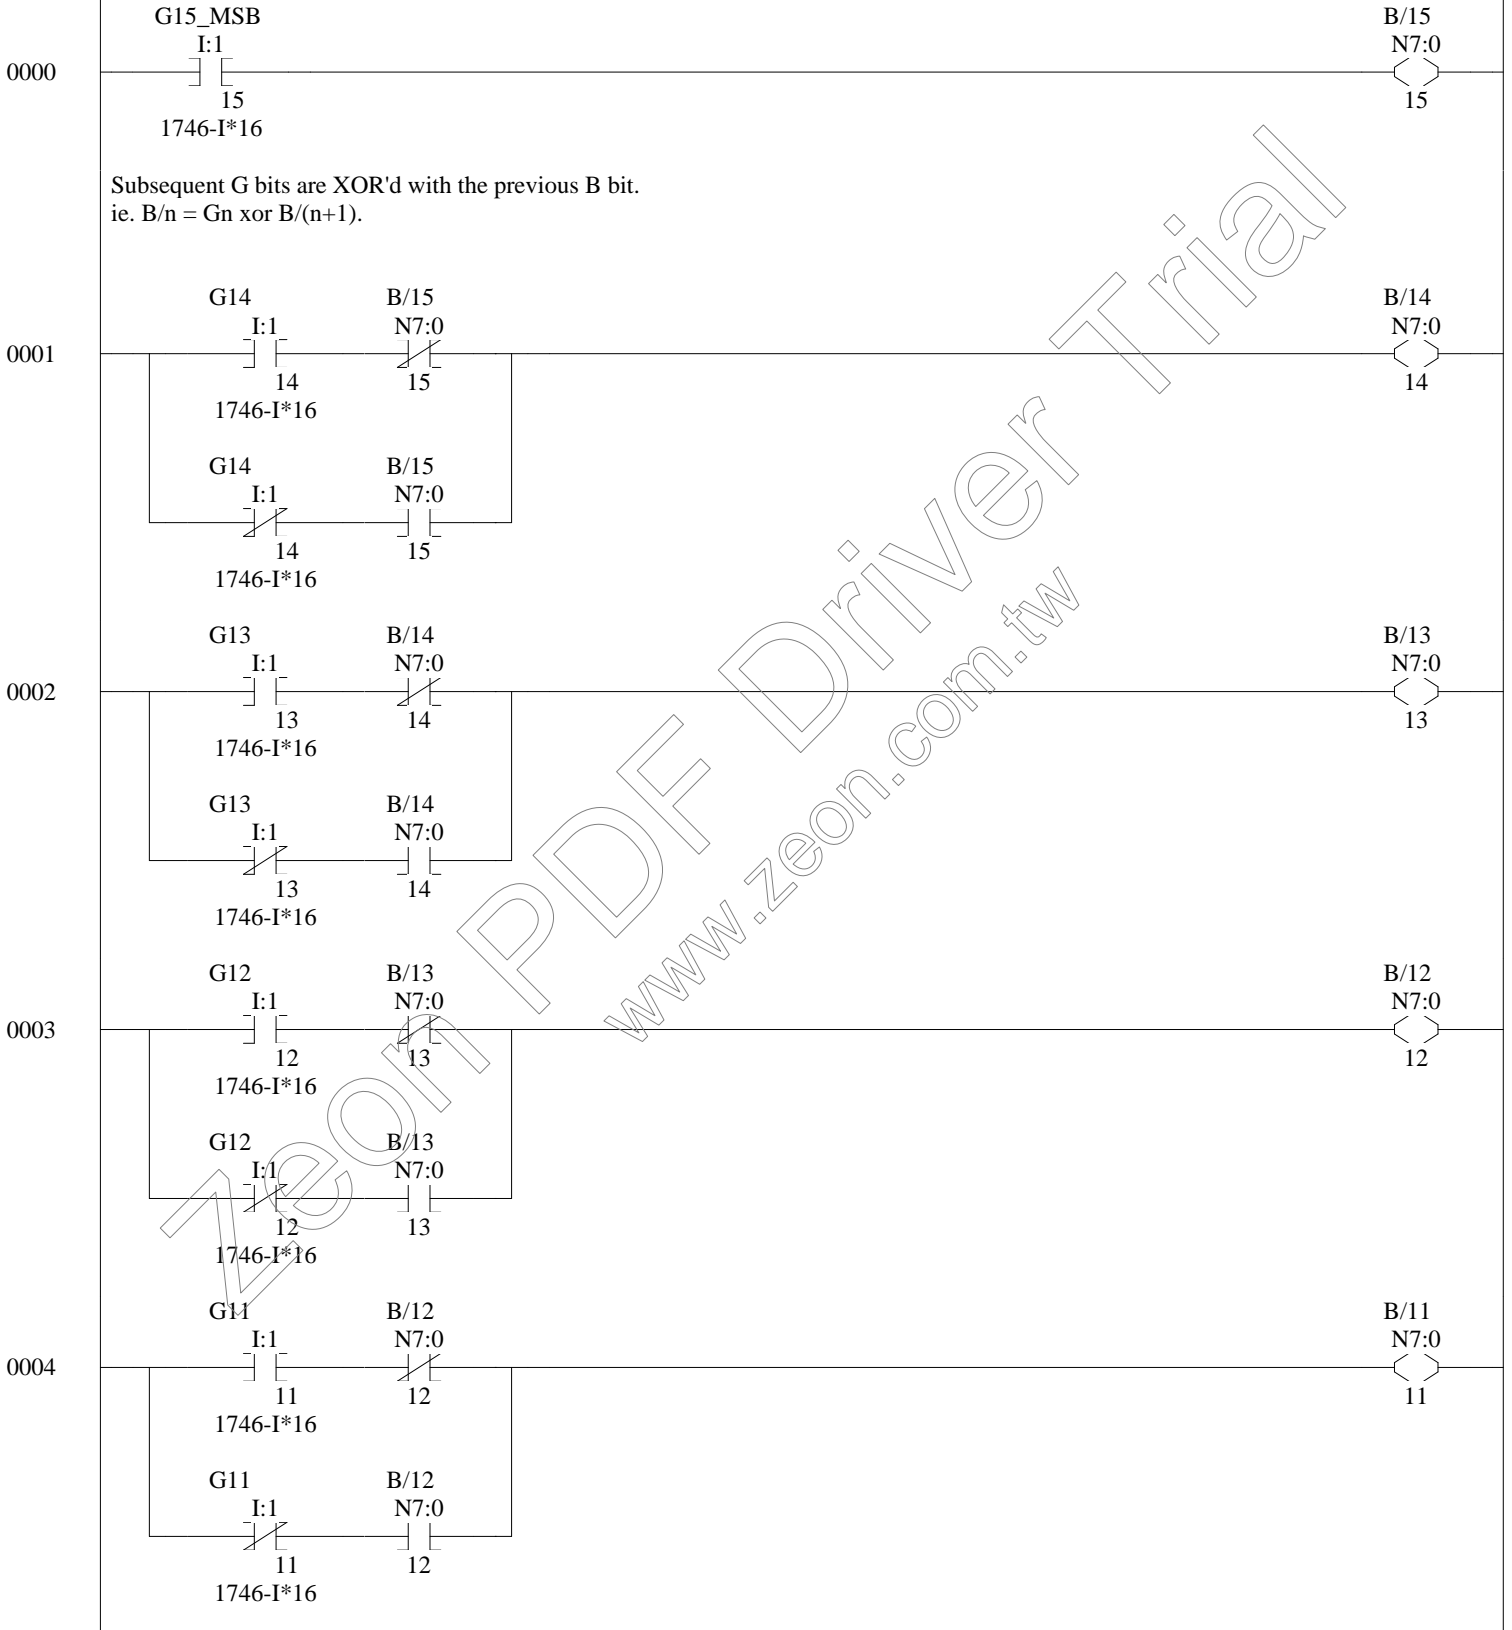 G15_MSB B/15
I:1 N7:0
0000
15 15
1746-I*16
Subsequent G bits are XOR'd with the previous B bit.
ie. B/n = Gn xor B/(n+1).
G14 B/15 B/14
I:1 N7:0 N7:0
0001
14 15 14
1746-I*16
G14 B/15
I:1 N7:0
14 15
1746-I*16
G13 B/14 B/13
I:1 N7:0 N7:0
0002
13 14 13
1746-I*16
G13 B/14
I:1 N7:0
13 14
1746-I*16
G12 B/13 B/12
I:1 N7:0 N7:0
0003
12 13 12
1746-I*16
G12 B/13
I:1 N7:0
12 13
1746-I*16
G11 B/12 B/11
I:1 N7:0 N7:0
0004
11 12 11
1746-I*16
G11 B/12
I:1 N7:0
11 12
1746-I*16
Zeon PDF Driver Trial
www.zeon.com.tw